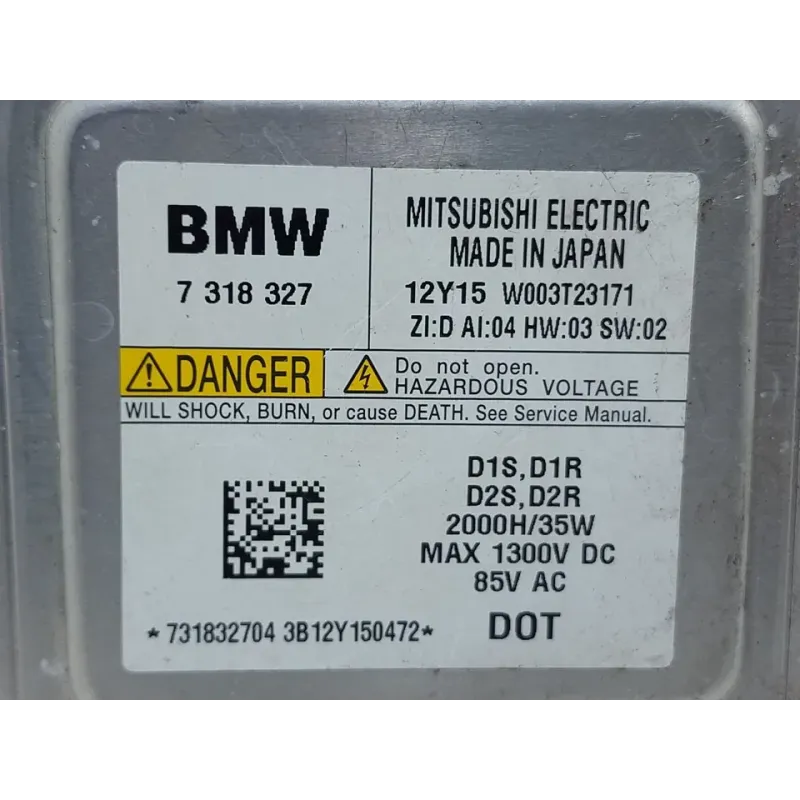 BMW
7 318 327
MITSUBISHI ELECTRIC
MADE IN JAPAN
12Y15 W003T23171
ZI:D AI:04 HW:03 SW:02
DANGER
Do not open.
HAZARDOUS VOLTAGE
WILL SHOCK, BURN, or cause DEATH. See Service Manual.
D1S,D1R
D2S,D2R
2000H/35W
MAX 1300V DC
85V AC
DOT
*731832704 3B12Y150472*